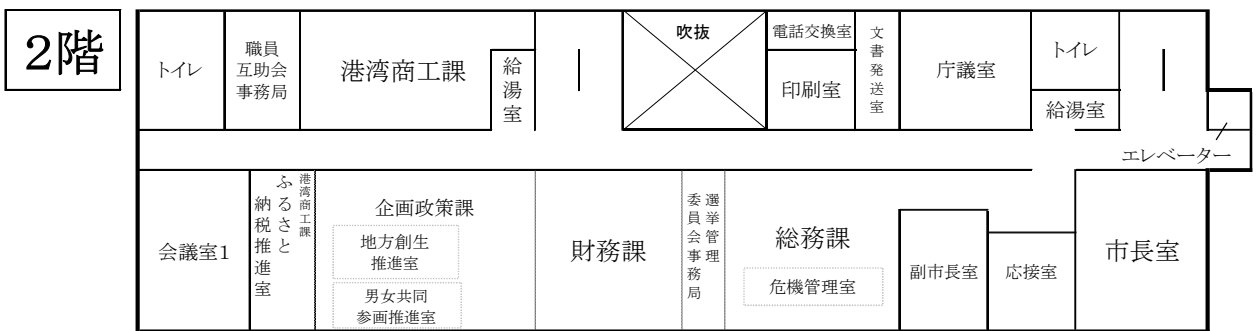 2階
トイレ
職員
互助会
事務局
港湾商工課
給湯室
吹抜
電話交換室
印刷室
文書発送室
庁議室
トイレ
給湯室
エレベーター
会議室1
港湾商工課
ふるさと
納税推進室
企画政策課
地方創生
推進室
男女共同
参画推進室
財務課
選挙管理
委員会事務局
総務課
危機管理室
副市長室
応接室
市長室